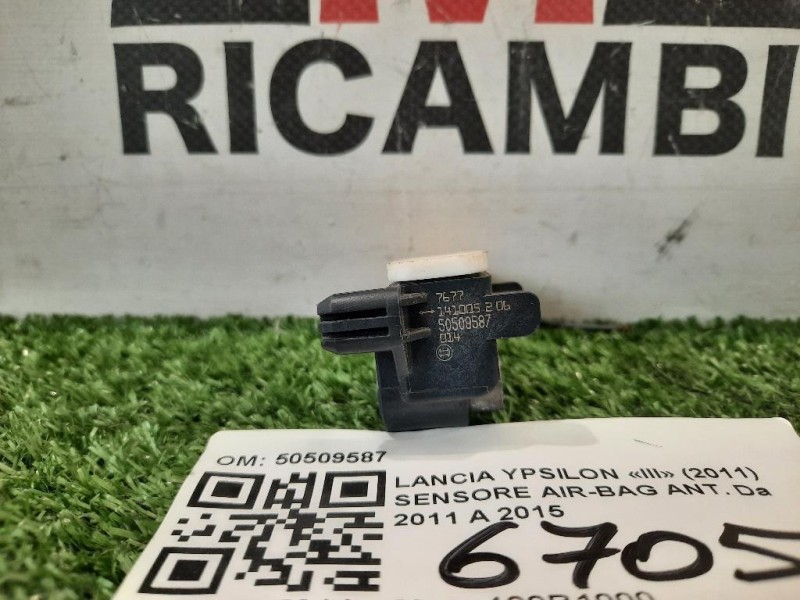 RICAMBI
7677
141005 2 06
50509587
014
OM: 50509587
LANCIA YPSILON «III» (2011)
SENSORE AIR-BAG ANT. Da
2011 A 2015
6705